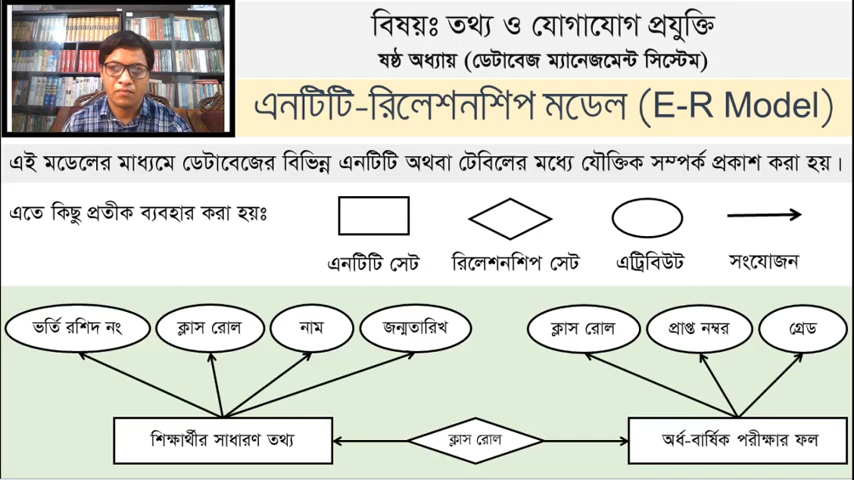 বিষয়ঃ তথ্য ও যোগাযোগ প্রযুক্তি
ষষ্ঠ অধ্যায় (ডেটাবেজ ম্যানেজমেন্ট সিস্টেম)
এনটিটি-রিলেশনশিপ মডেল (E-R Model)
এই মডেলের মাধ্যমে ডেটাবেজের বিভিন্ন এনটিটি অথবা টেবিলের মধ্যে যৌক্তিক সম্পর্ক প্রকাশ করা হয়।
এতে কিছু প্রতীক ব্যবহার করা হয়ঃ
এনটিটি সেট রিলেশনশিপ সেট এট্রিবিউট সংযোজন
ভর্তি রশিদ নং ক্লাস রোল নাম জন্মতারিখ ক্লাস রোল প্রাপ্ত নম্বর গ্রেড
শিক্ষার্থীর সাধারণ তথ্য ক্লাস রোল অর্ধ-বার্ষিক পরীক্ষার ফল